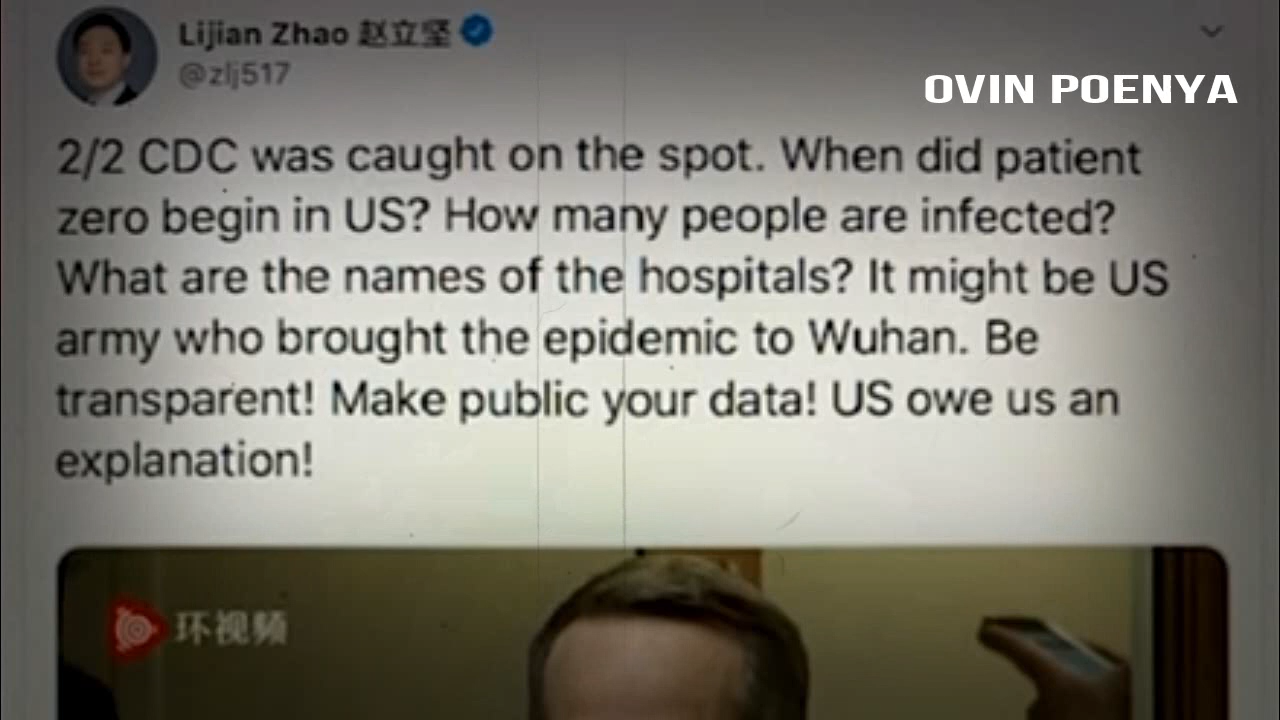 Lijian Zhao 赵立坚
@zlj517
OVIN POENYA
2/2 CDC was caught on the spot. When did patient
zero begin in US? How many people are infected?
What are the names of the hospitals? It might be US
army who brought the epidemic to Wuhan. Be
transparent! Make public your data! US owe us an
explanation!
环视频